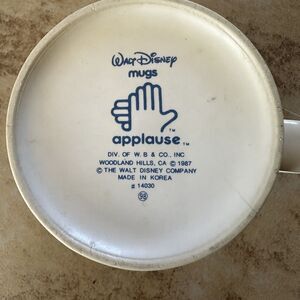 Walt Disney
mugs
applause™
DIV. OF W. B & CO., INC
WOODLAND HILLS, CA © 1987
© THE WALT DISNEY COMPANY
MADE IN KOREA
# 14030